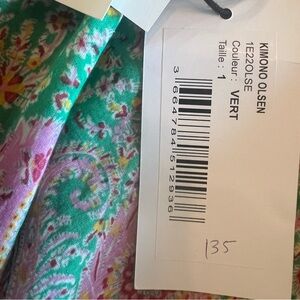 KIMONO OLSEN
1E22OLSE
Couleur : VERT
Taille : 1
3 664784 512936
135